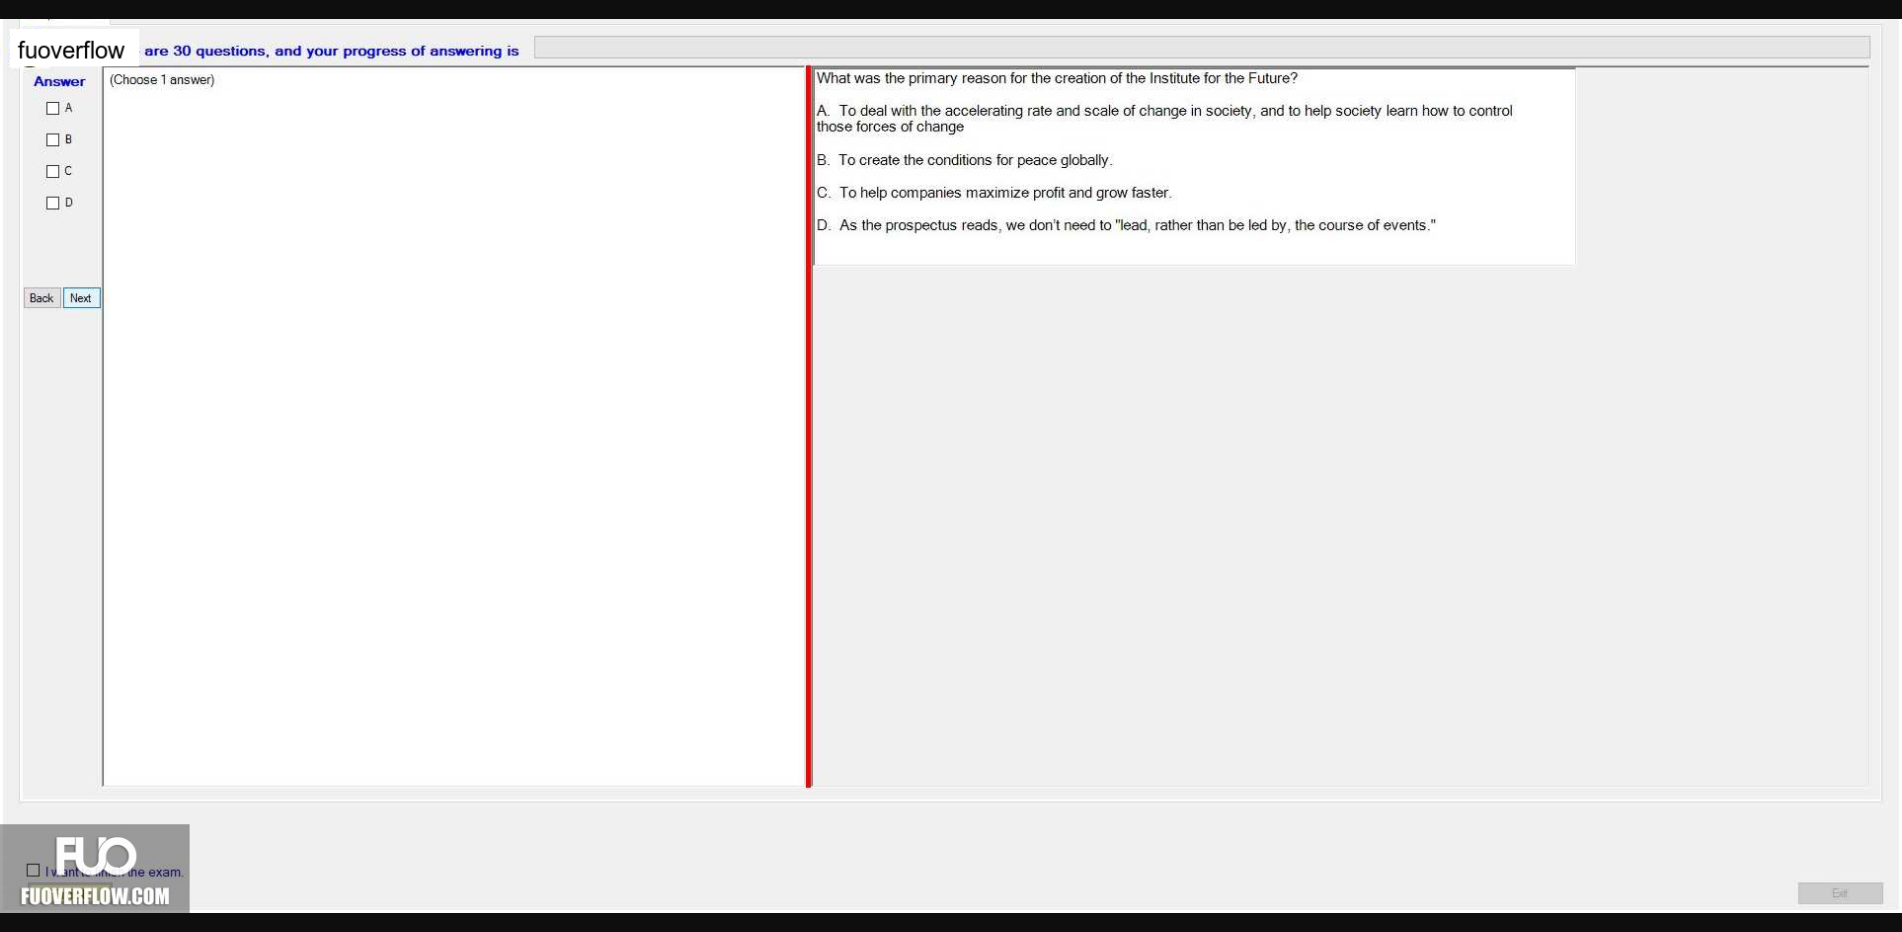 fuoverflow are 30 questions, and your progress of answering is
Answer
A
B
C
D
Back Next
(Choose 1 answer)
What was the primary reason for the creation of the Institute for the Future?
A. To deal with the accelerating rate and scale of change in society, and to help society learn how to control
those forces of change
B. To create the conditions for peace globally.
C. To help companies maximize profit and grow faster.
D. As the prospectus reads, we don't need to "lead, rather than be led by, the course of events."
FUO
I want to finish the exam.
FUOVERFLOW.COM
Exit